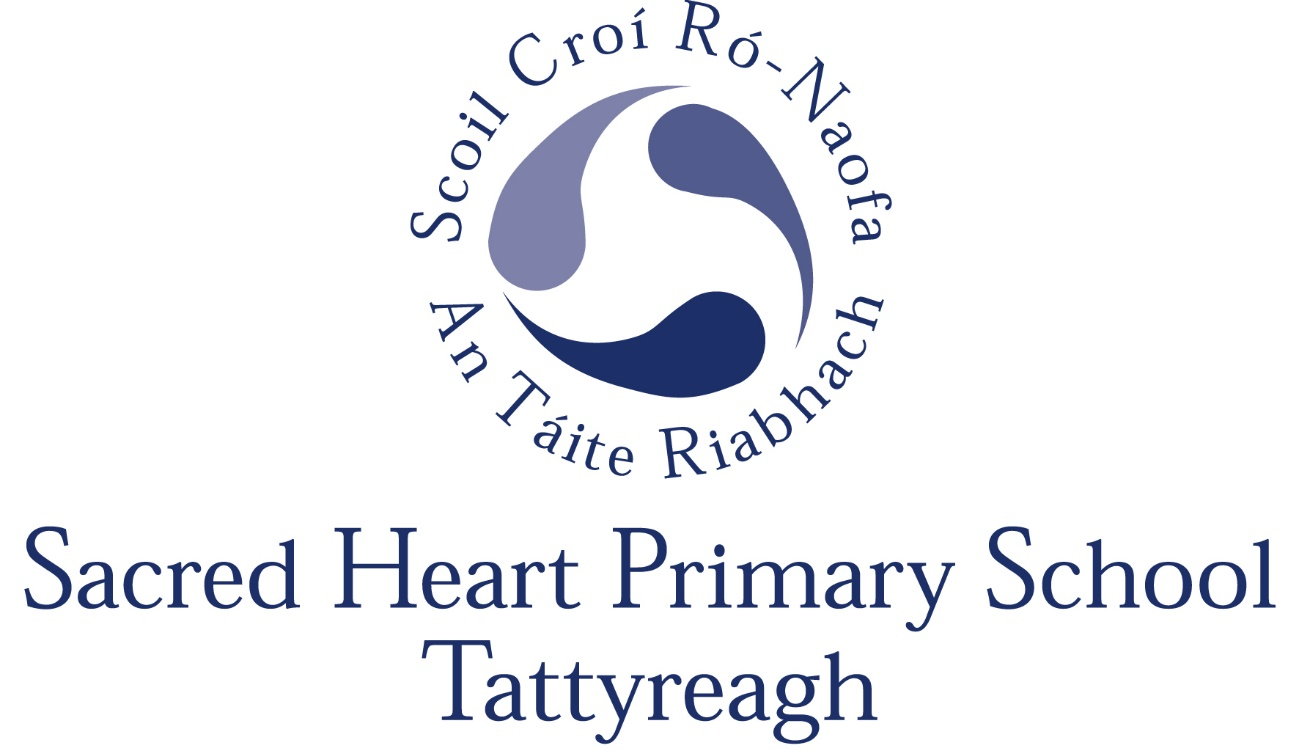 Scoil Croí Ró-Naofa
An Táite Riabhach
Sacred Heart Primary School
Tattyreagh